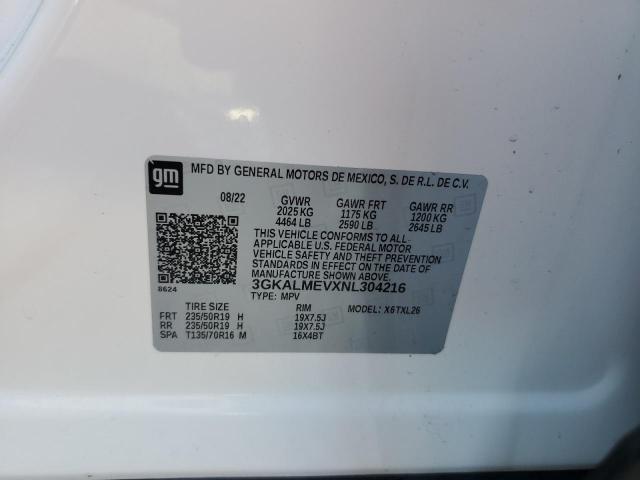 gm
MFD BY GENERAL MOTORS DE MEXICO, S. DE R.L. DE C.V.
08/22 GVWR GAWR FRT GAWR RR
2025 KG 1175 KG 1200 KG
4464 LB 2590 LB 2645 LB
THIS VEHICLE CONFORMS TO ALL
APPLICABLE U.S. FEDERAL MOTOR
VEHICLE SAFETY AND THEFT PREVENTION
STANDARDS IN EFFECT ON THE DATE OF
MANUFACTURE SHOWN ABOVE.
8624
3GKALMEVXNL304216
TYPE: MPV
TIRE SIZE RIM MODEL: X6TXL26
FRT 235/50R19 H 19X7.5J
RR 235/50R19 H 19X7.5J
SPA T135/70R16 M 16X4BT